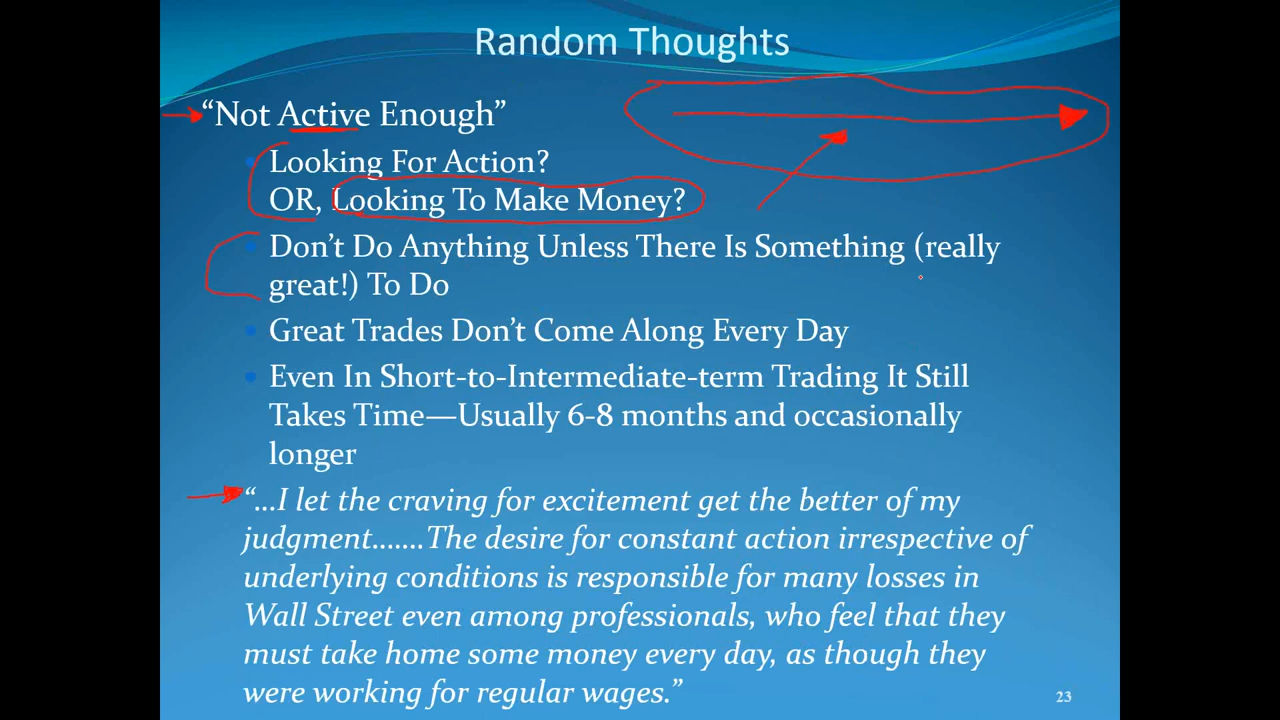 Random Thoughts
“Not Active Enough”
Looking For Action?
OR, Looking To Make Money?
Don’t Do Anything Unless There Is Something (really
great!) To Do
Great Trades Don’t Come Along Every Day
Even In Short-to-Intermediate-term Trading It Still
Takes Time—Usually 6-8 months and occasionally
longer
“…I let the craving for excitement get the better of my
judgment…….The desire for constant action irrespective of
underlying conditions is responsible for many losses in
Wall Street even among professionals, who feel that they
must take home some money every day, as though they
were working for regular wages.”
23